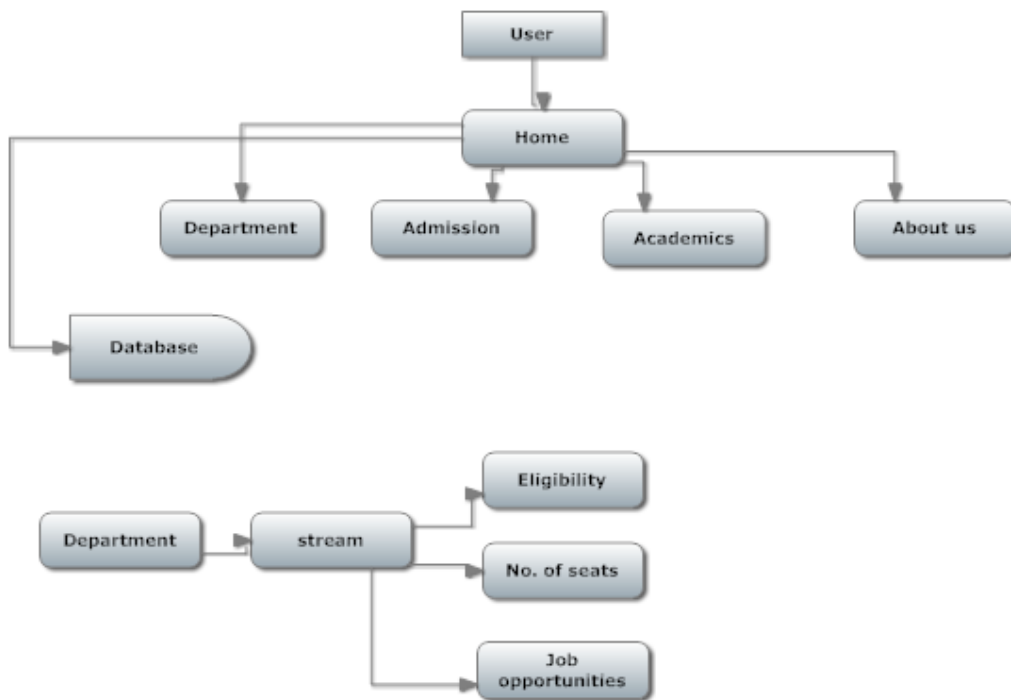 User
Home
Department
Admission
Academics
About us
Database
Eligibility
Department
stream
No. of seats
Job
opportunities